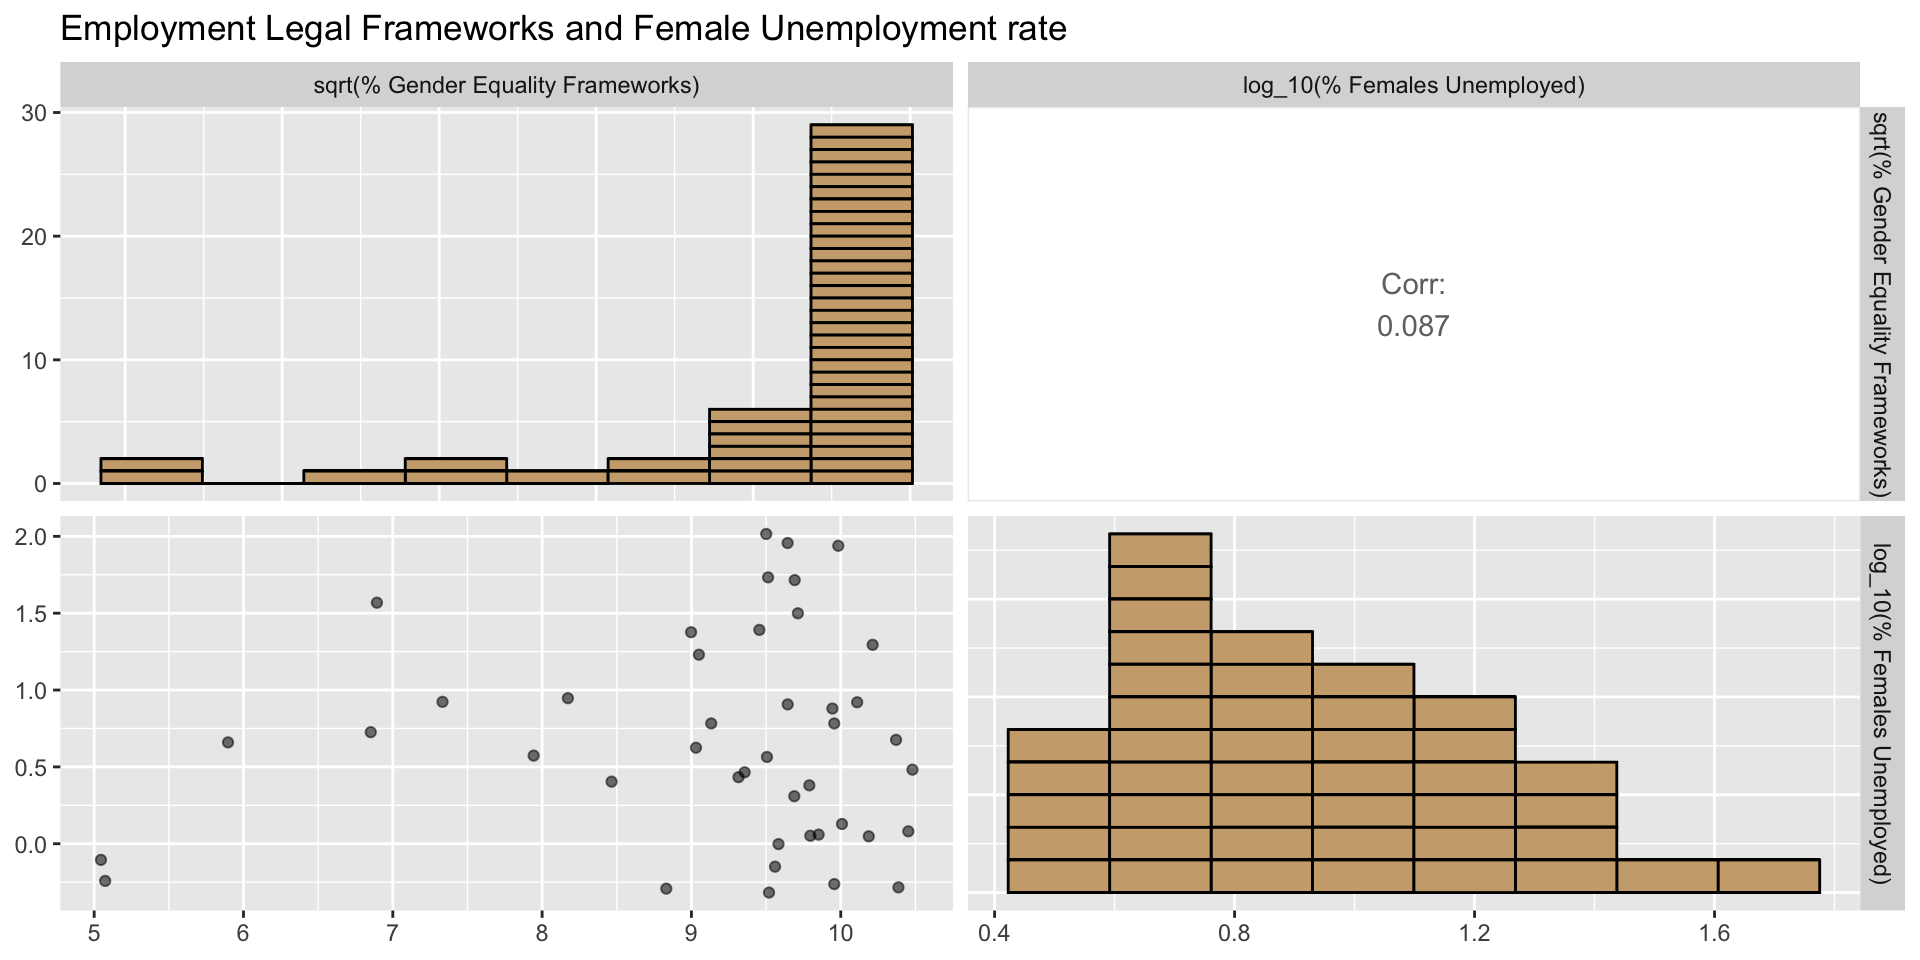 Employment Legal Frameworks and Female Unemployment rate
sqrt(% Gender Equality Frameworks)
log_10(% Females Unemployed)
30
20
10
0
Corr:
0.087
sqrt(% Gender Equality Frameworks)
2.0
1.5
1.0
0.5
0.0
log_10(% Females Unemployed)
5 6 7 8 9 10
0.4 0.8 1.2 1.6